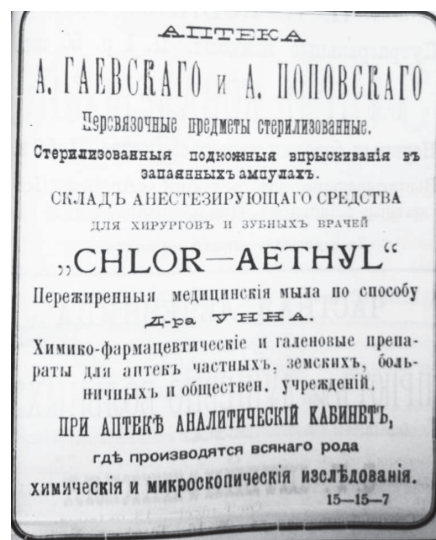 АПТЕКА
А. ГАЕВСКАГО и А. ПОПОВСКАГО
Перевязочные предметы стерилизованные.
Стерилизованныя подкожныя впрыскиванія въ
запаянныхъ ампулахъ.
СКЛАДЪ АНЕСТЕЗИРУЮЩАГО СРЕДСТВА
ДЛЯ ХИРУРГОВЪ И ЗУБНЫХЪ ВРАЧЕЙ
„CHLOR—AETHYL“
Пережиренныя медицинскія мыла по способу
Д-ра УННА.
Химико-фармацевтическіе и галеновые препа-
раты для аптекъ частныхъ, земскихъ, боль-
ничныхъ и обществен. учрежденій.
ПРИ АПТЕКѢ АНАЛИТИЧЕСКІЙ КАБИНЕТЪ,
гдѣ производятся всякаго рода
химическія и микроскопическія изслѣдованія.
15—15—7